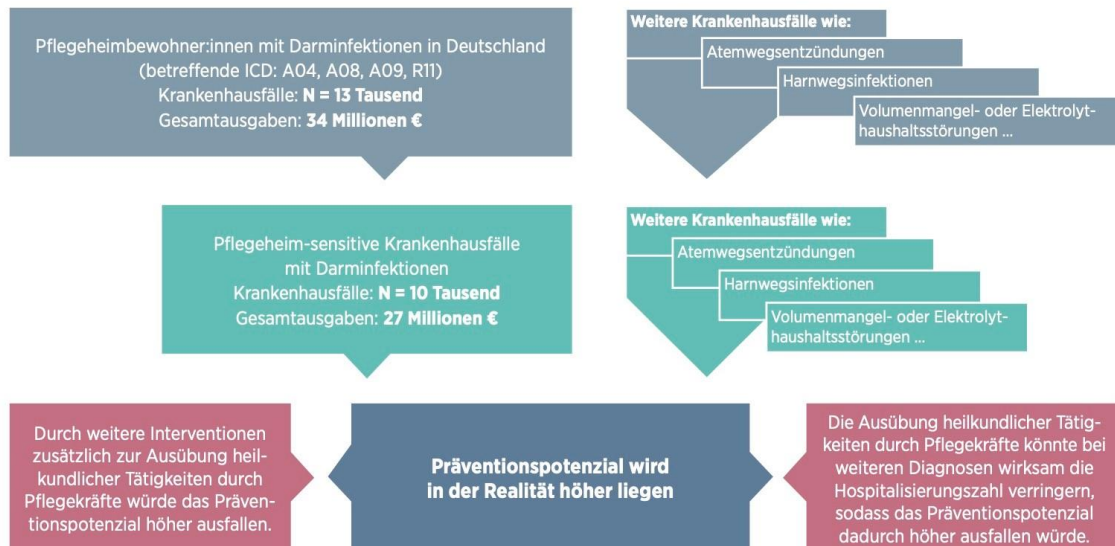 Pflegeheimbewohner:innen mit Darminfektionen in Deutschland
(betreffende ICD: A04, A08, A09, R11)
Krankenhausfälle: N = 13 Tausend
Gesamtausgaben: 34 Millionen €
Weitere Krankenhausfälle wie:
Atemwegsentzündungen
Harnwegsinfektionen
Volumenmangel- oder Elektrolyt-
haushaltsstörungen ...
Pflegeheim-sensitive Krankenhausfälle
mit Darminfektionen
Krankenhausfälle: N = 10 Tausend
Gesamtausgaben: 27 Millionen €
Weitere Krankenhausfälle wie:
Atemwegsentzündungen
Harnwegsinfektionen
Volumenmangel- oder Elektrolyt-
haushaltsstörungen ...
Durch weitere Interventionen
zusätzlich zur Ausübung heil-
kundlicher Tätigkeiten durch
Pflegekräfte würde das Präven-
tionspotenzial höher ausfallen.
Präventionspotenzial wird
in der Realität höher liegen
Die Ausübung heilkundlicher Tätig-
keiten durch Pflegekräfte könnte bei
weiteren Diagnosen wirksam die
Hospitalisierungszahl verringern,
sodass das Präventionspotenzial
dadurch höher ausfallen würde.